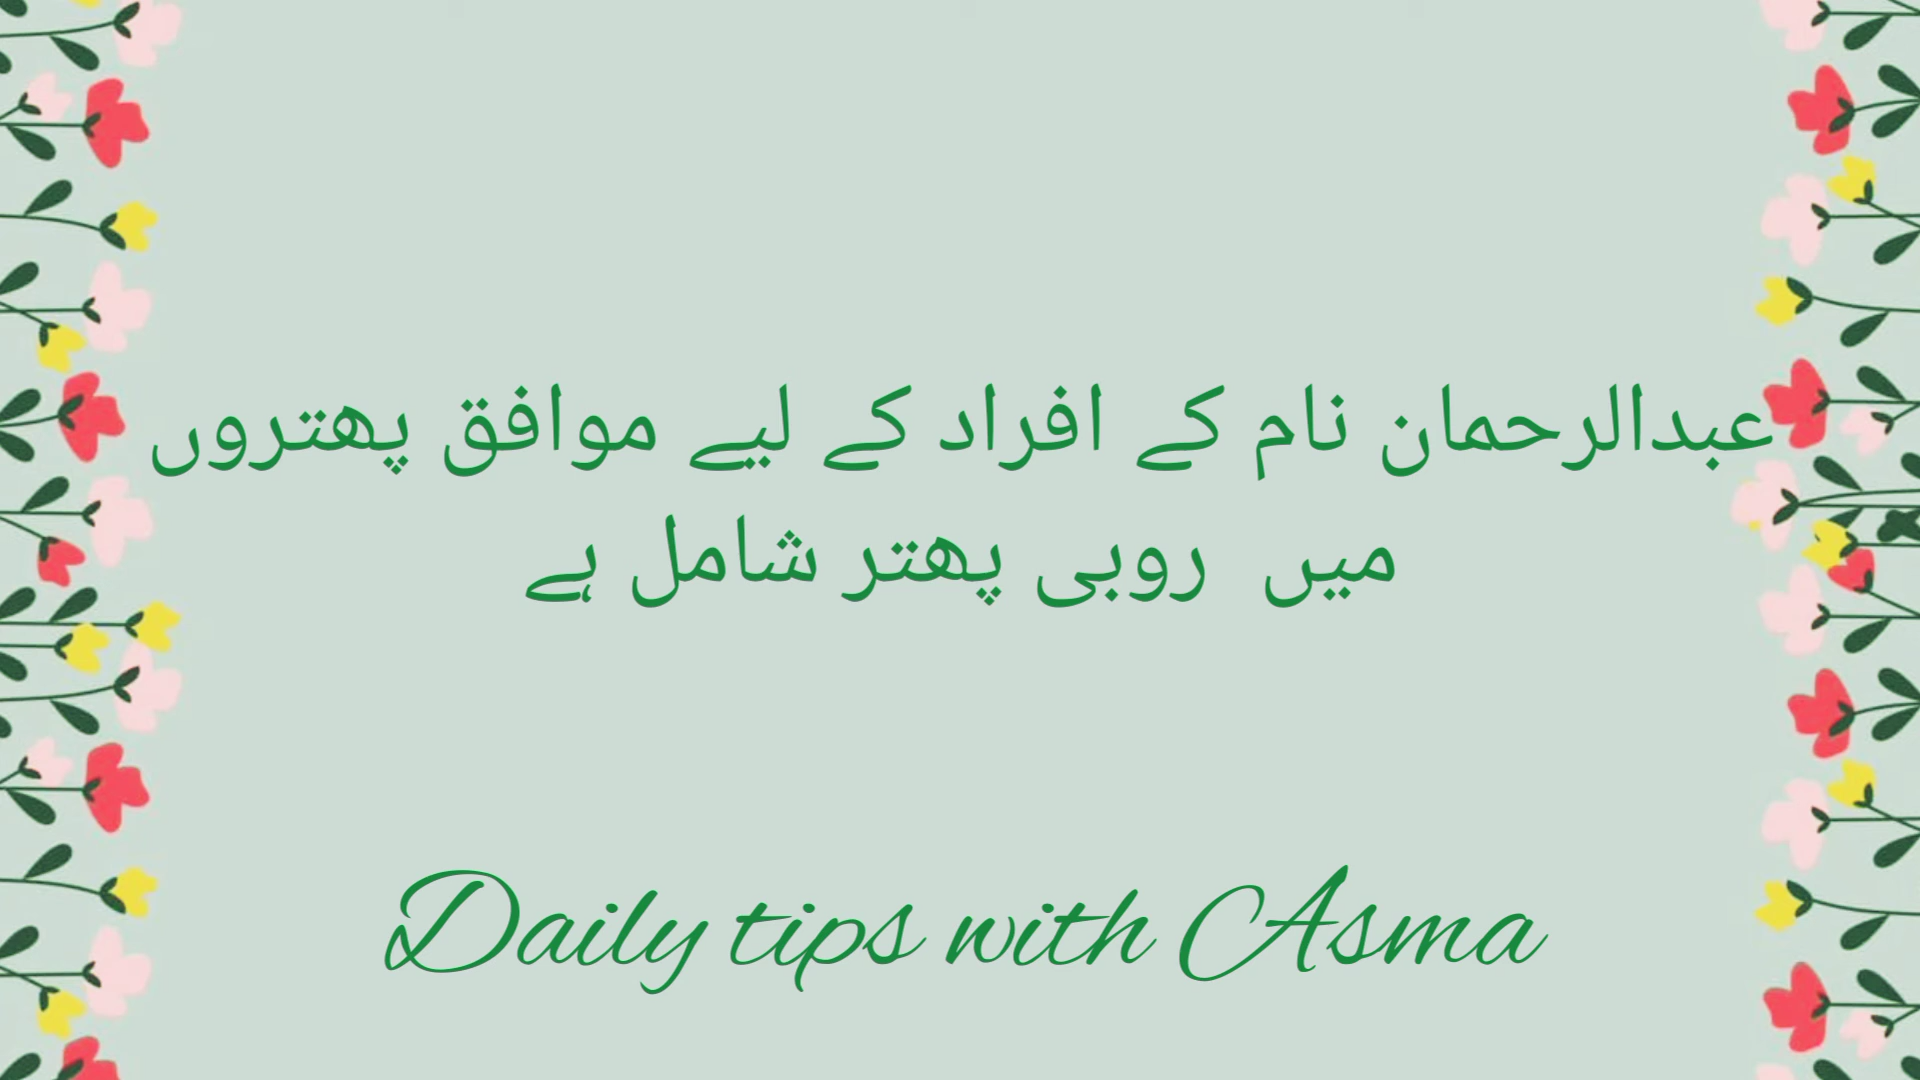 عبدالرحمان نام کے افراد کے لیے موافق پھتروں
میں روبی پھتر شامل ہے
Daily tips with Asma